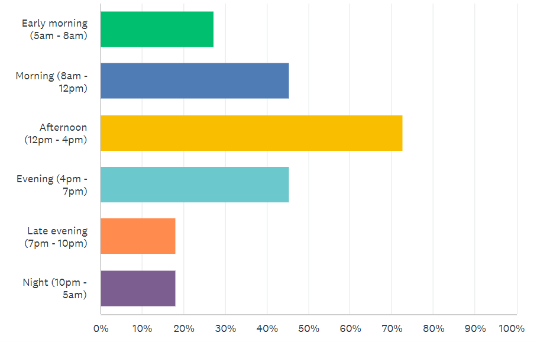 Early morning
(5am - 8am)
Morning (8am -
12pm)
Afternoon
(12pm - 4pm)
Evening (4pm -
7pm)
Late evening
(7pm - 10pm)
Night (10pm -
5am)
0% 10% 20% 30% 40% 50% 60% 70% 80% 90% 100%